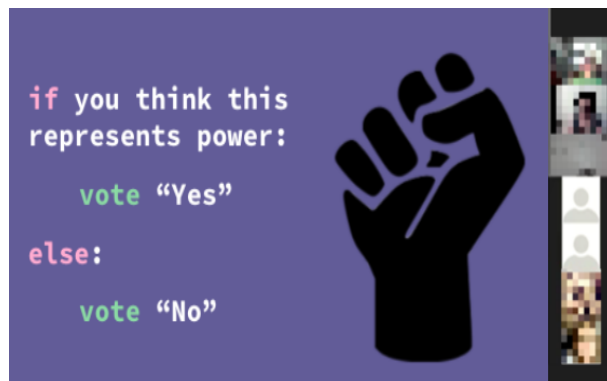 if you think this
represents power:
vote “Yes”
else:
vote “No”